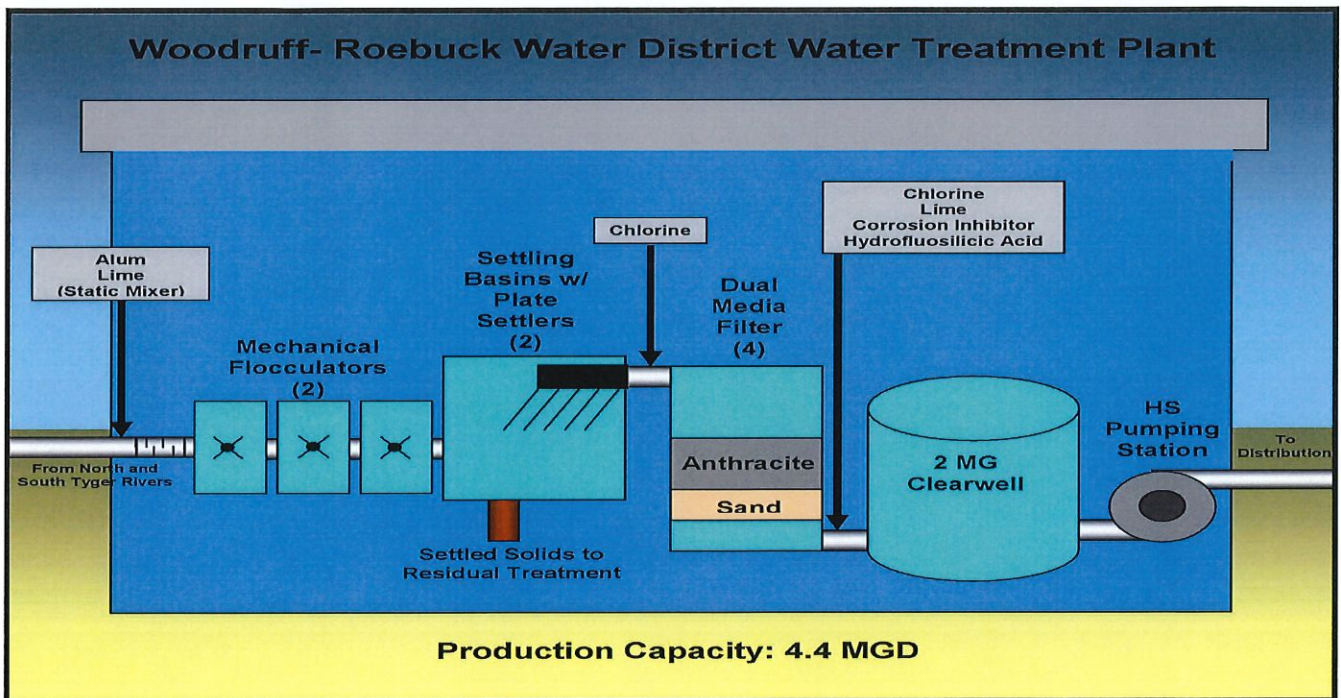 Woodruff- Roebuck Water District Water Treatment Plant
Alum
Lime
(Static Mixer)
From North and
South Tyger Rivers
Mechanical
Flocculators
(2)
Settling
Basins w/
Plate
Settlers
(2)
Settled Solids to
Residual Treatment
Chlorine
Dual
Media
Filter
(4)
Anthracite
Sand
Chlorine
Lime
Corrosion Inhibitor
Hydrofluosilicic Acid
2 MG
Clearwell
HS
Pumping
Station
To
Distribution
Production Capacity: 4.4 MGD